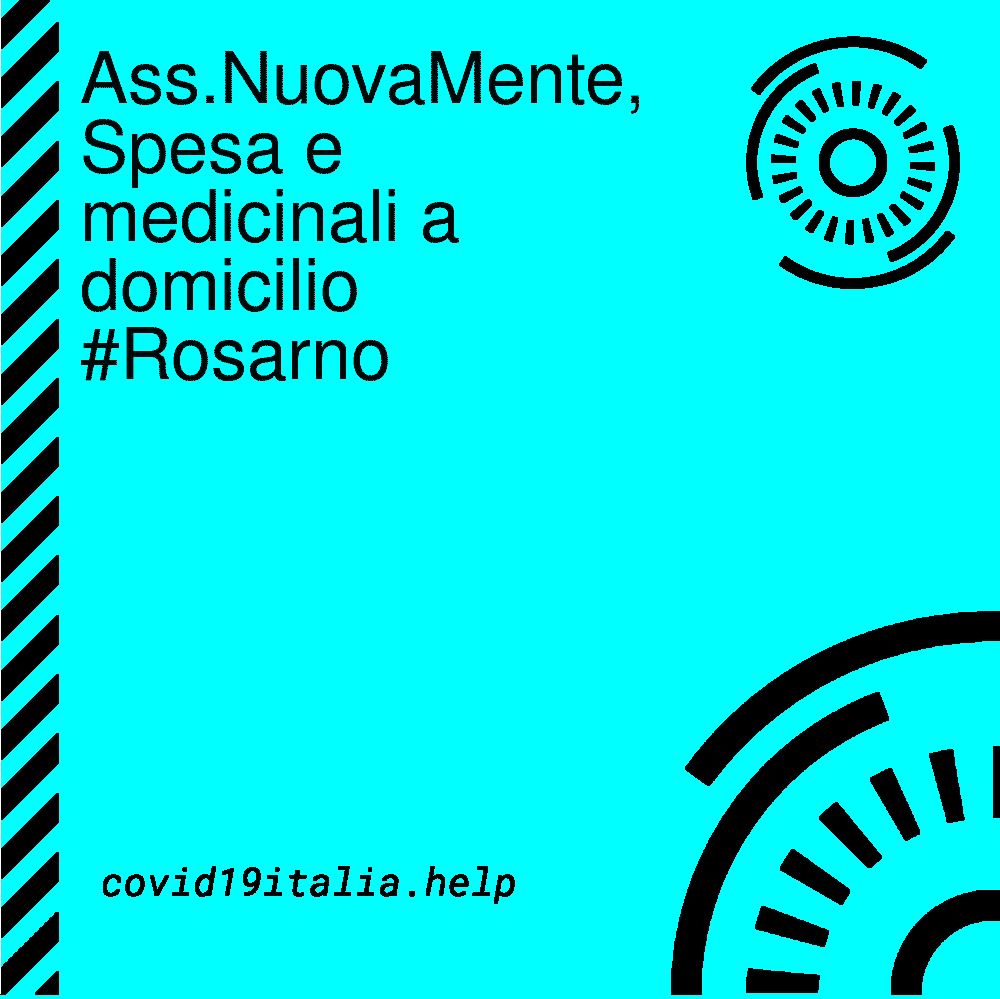 Ass.NuovaMente,
Spesa e
medicinali a
domicilio
#Rosarno
covid19italia.help